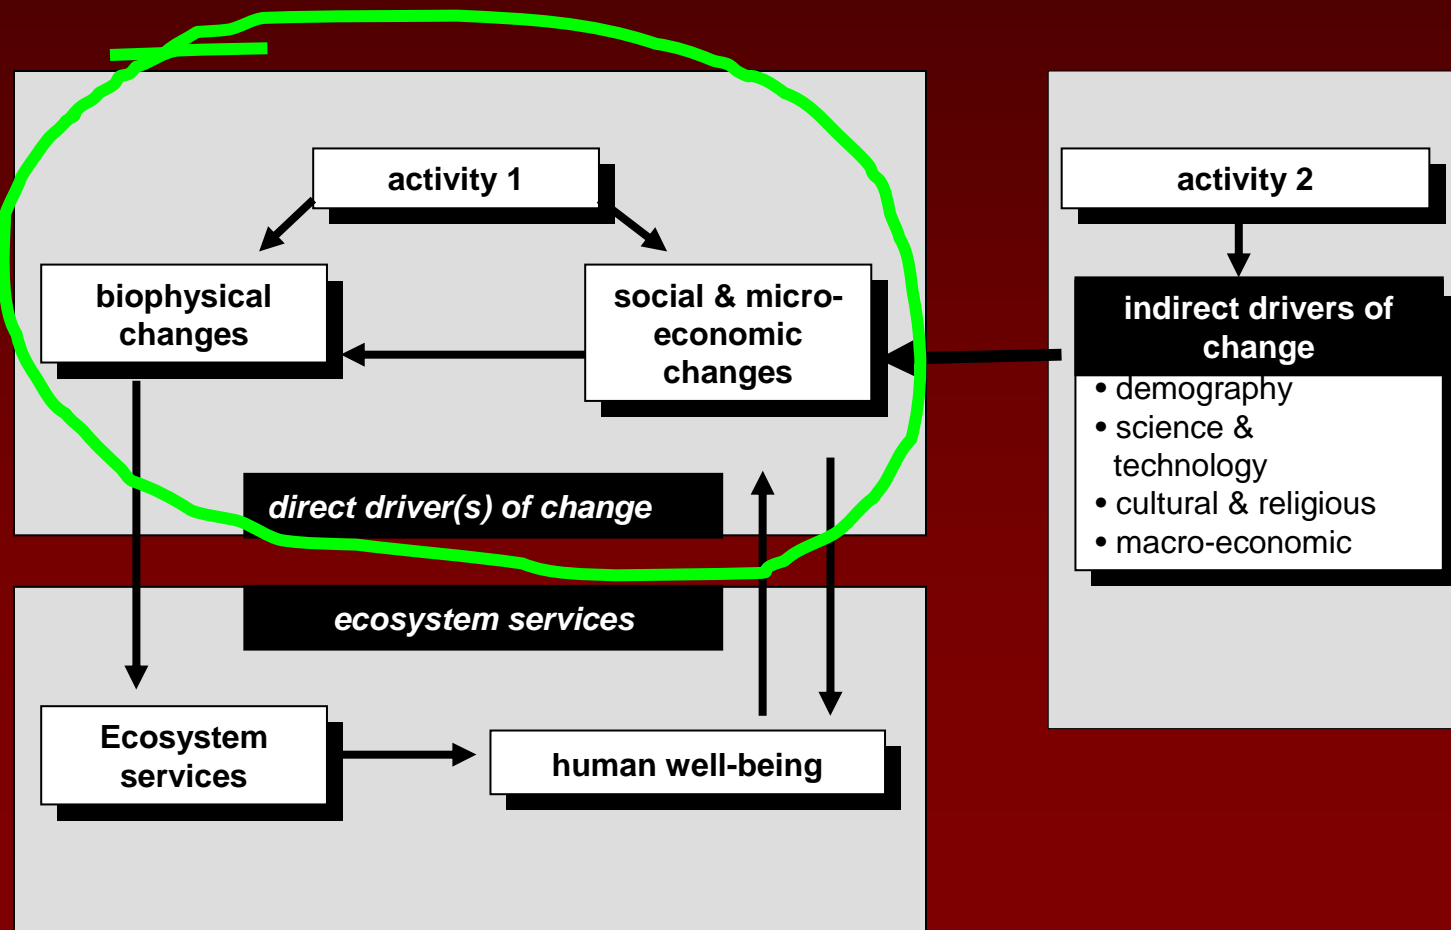 activity 1
biophysical
changes
social & micro-
economic
changes
direct driver(s) of change
ecosystem services
Ecosystem
services
human well-being
activity 2
indirect drivers of
change
• demography
• science &
technology
• cultural & religious
• macro-economic